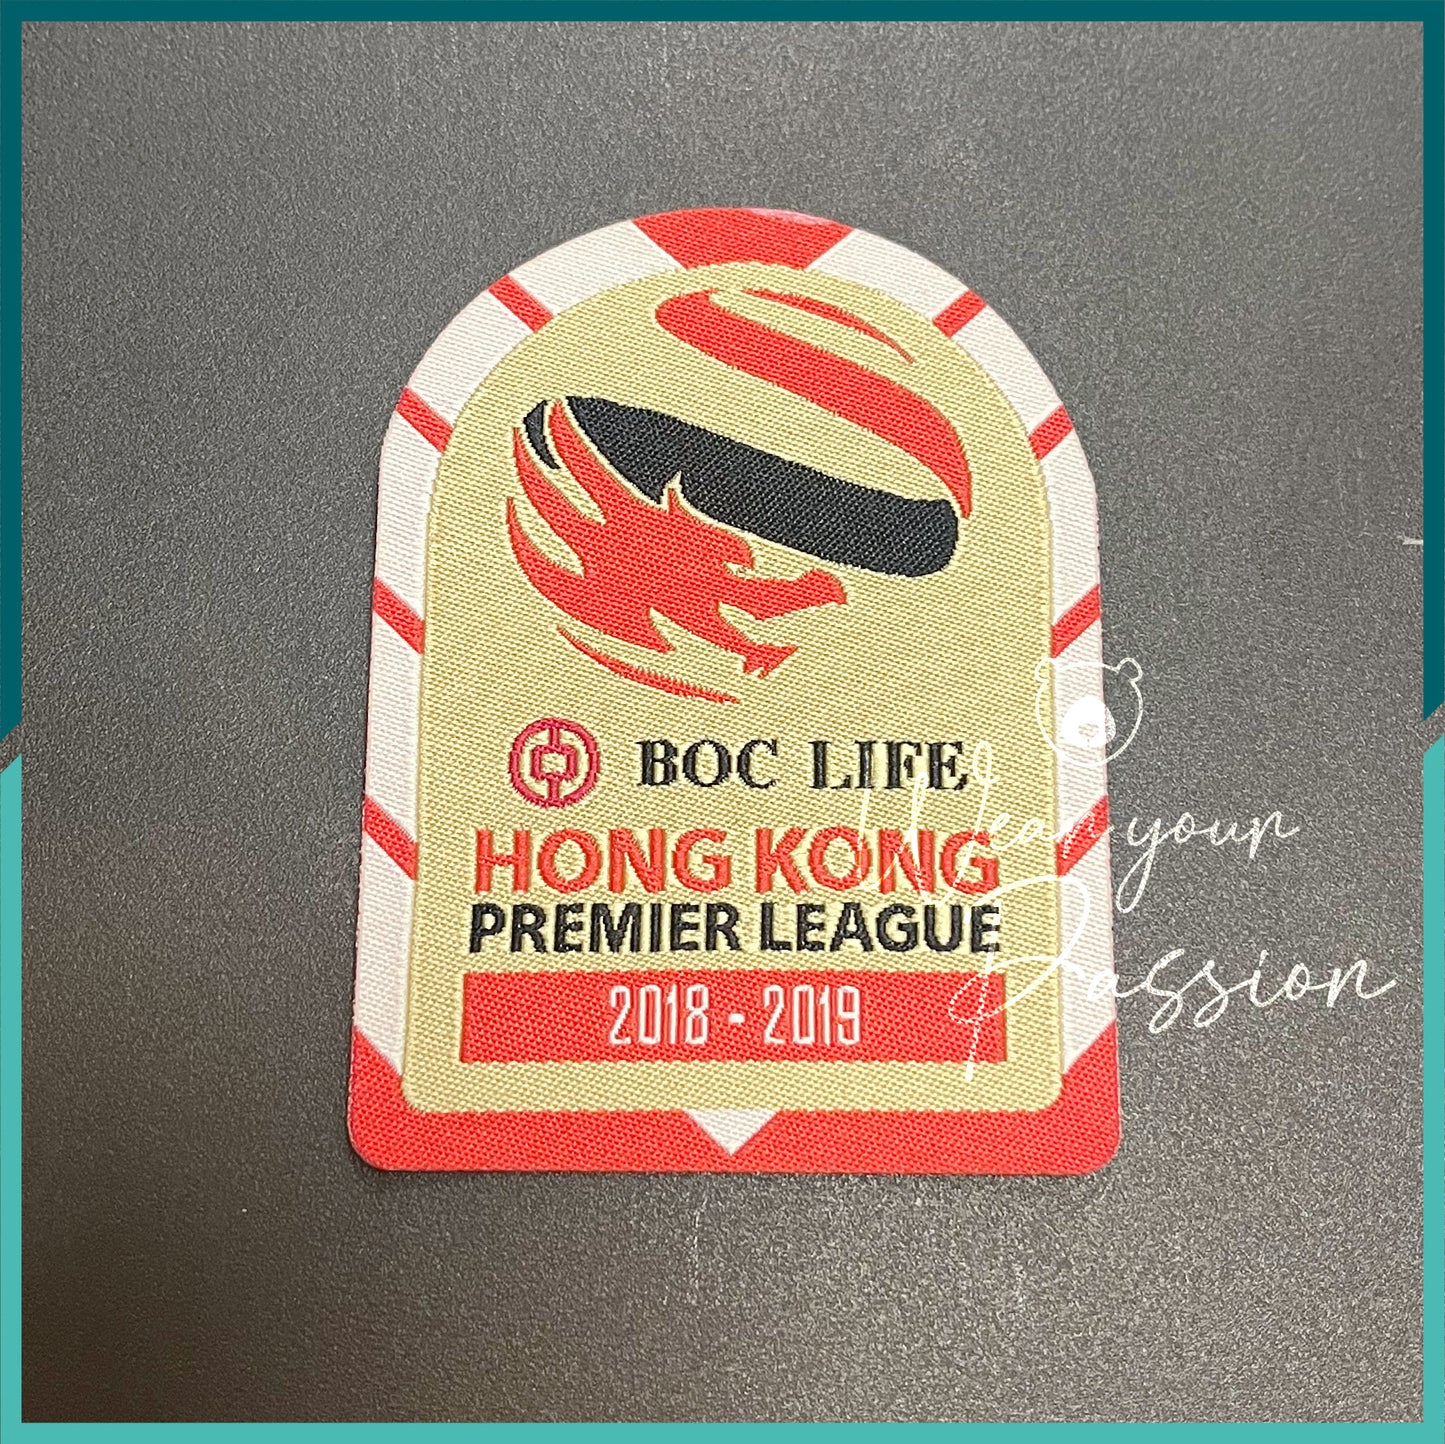 BOC LIFE
HONG KONG
PREMIER LEAGUE
2018 - 2019
Wear your
Passion